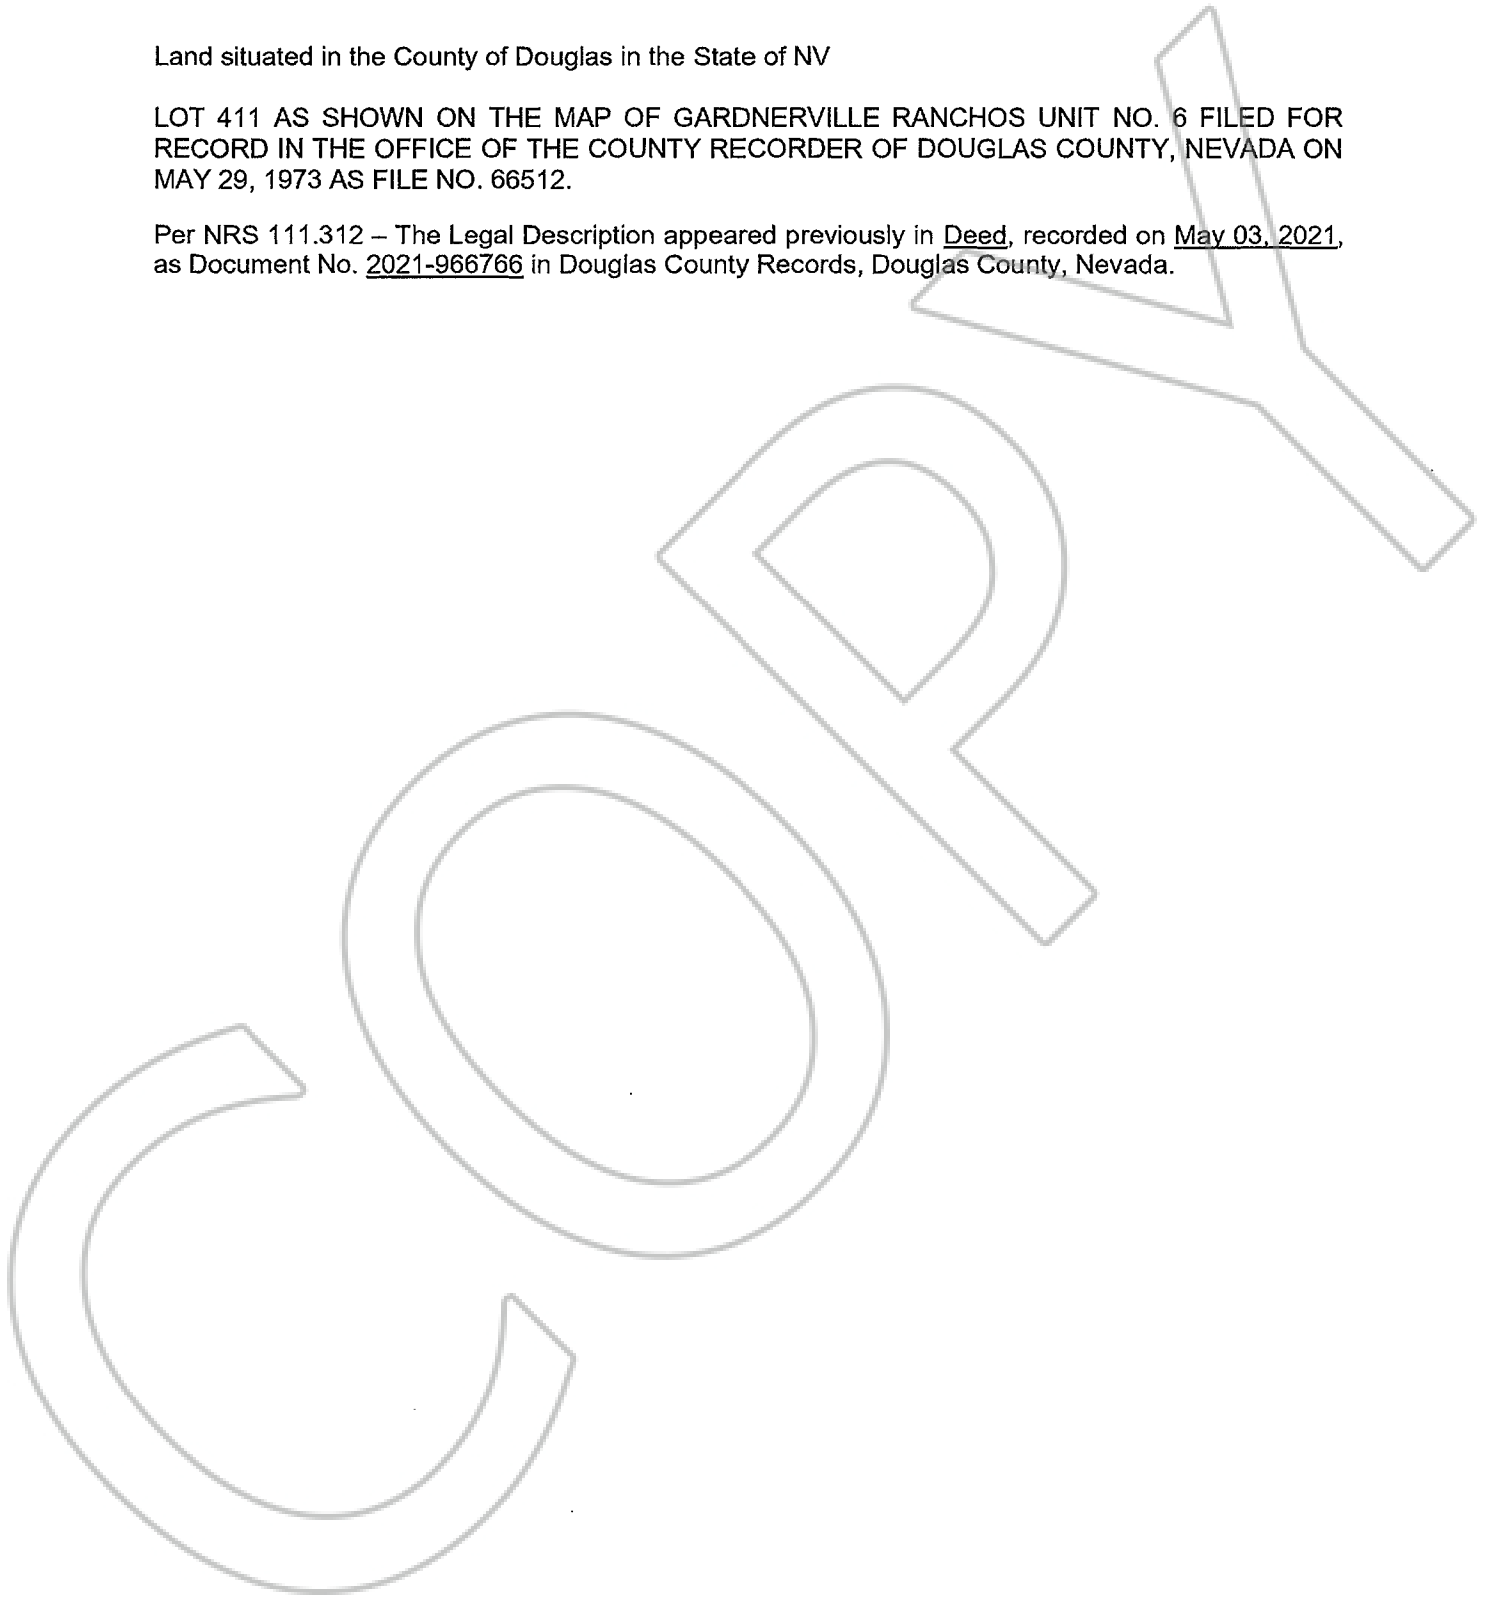 Land situated in the County of Douglas in the State of NV
LOT 411 AS SHOWN ON THE MAP OF GARDNERVILLE RANCHOS UNIT NO. 6 FILED FOR
RECORD IN THE OFFICE OF THE COUNTY RECORDER OF DOUGLAS COUNTY, NEVADA ON
MAY 29, 1973 AS FILE NO. 66512.
Per NRS 111.312 – The Legal Description appeared previously in Deed, recorded on May 03, 2021,
as Document No. 2021-966766 in Douglas County Records, Douglas County, Nevada.
COPY